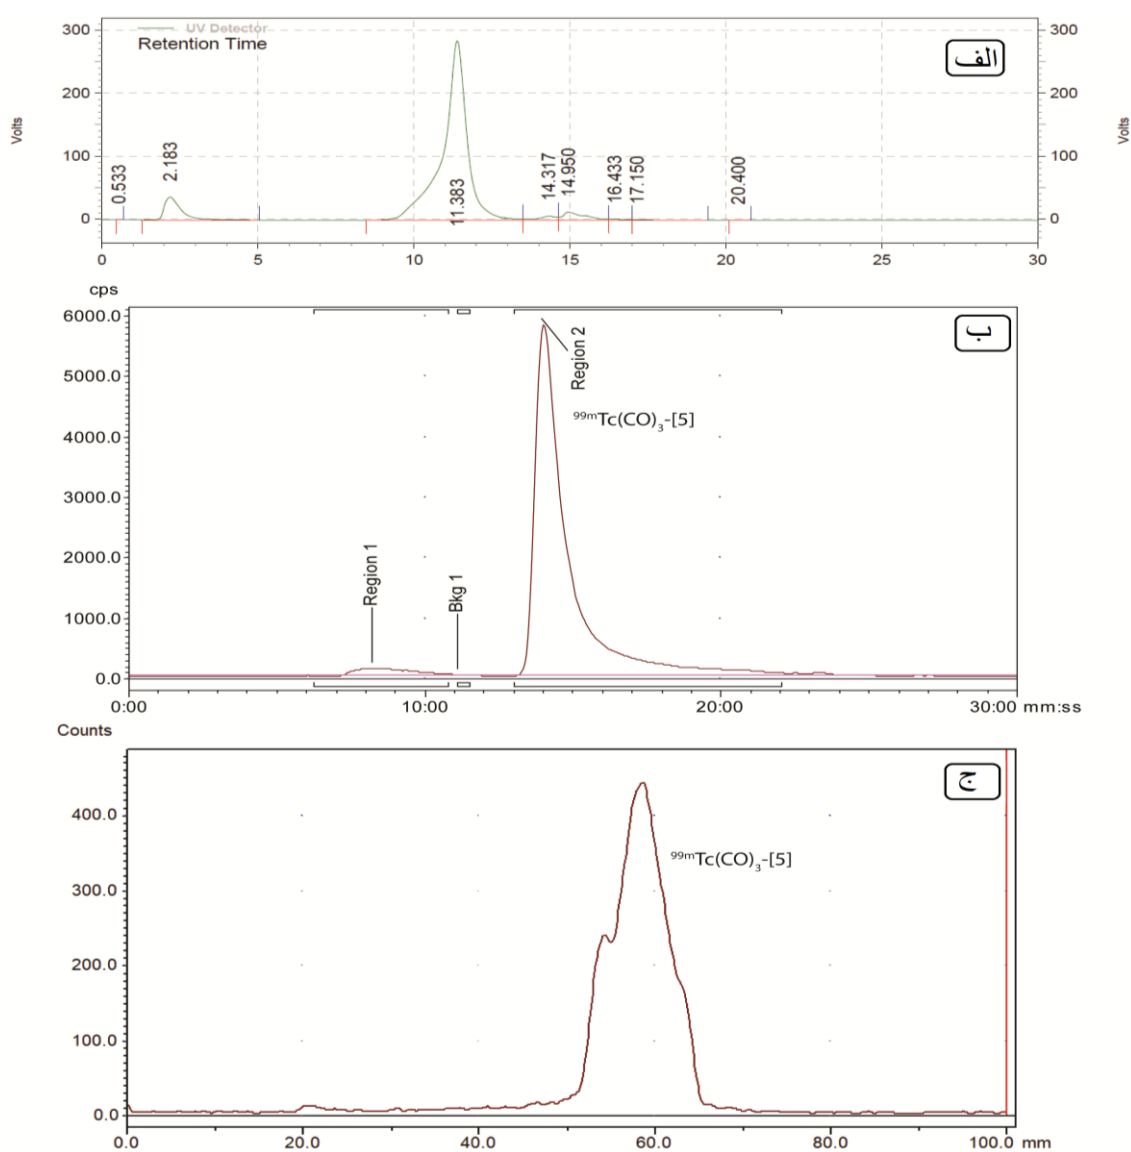 300
UV Detector
Retention Time
300
الف
200
200
Volts
Volts
100
100
0
0
0.533
2.183
11.383
14.317
14.950
16.433
17.150
20.400
0
5
10
15
20
25
30
cps
6000.0
5000.0
4000.0
3000.0
2000.0
1000.0
0.0
Region 1
Bkg 1
Region 2
ب
99mTc(CO)3-[5]
0:00
10:00
20:00
30:00 mm:ss
Counts
400.0
300.0
200.0
100.0
0.0
ج
99mTc(CO)3-[5]
0.0
20.0
40.0
60.0
80.0
100.0 mm